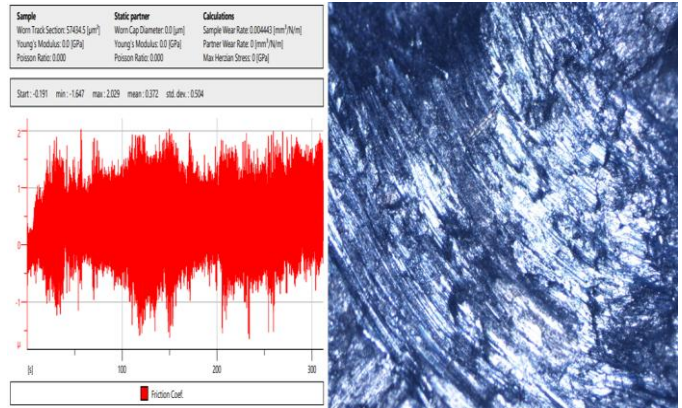 Sample
Worn Track Section: 57434.5 [µm²]
Young's Modulus: 0.0 [GPa]
Poisson Ratio: 0.000
Static partner
Worn Cap Diameter: 0.0 [µm]
Young's Modulus: 0.0 [GPa]
Poisson Ratio: 0.000
Calculations
Sample Wear Rate: 0.004443 [mm³/N/m]
Partner Wear Rate: 0 [mm³/N/m]
Max Herzian Stress: 0 [GPa]
Start : -0.191 min : -1.647 max : 2.029 mean : 0.372 std. dev. : 0.504
2
1
0
-1
[s] 100 200 300
Friction Coef.